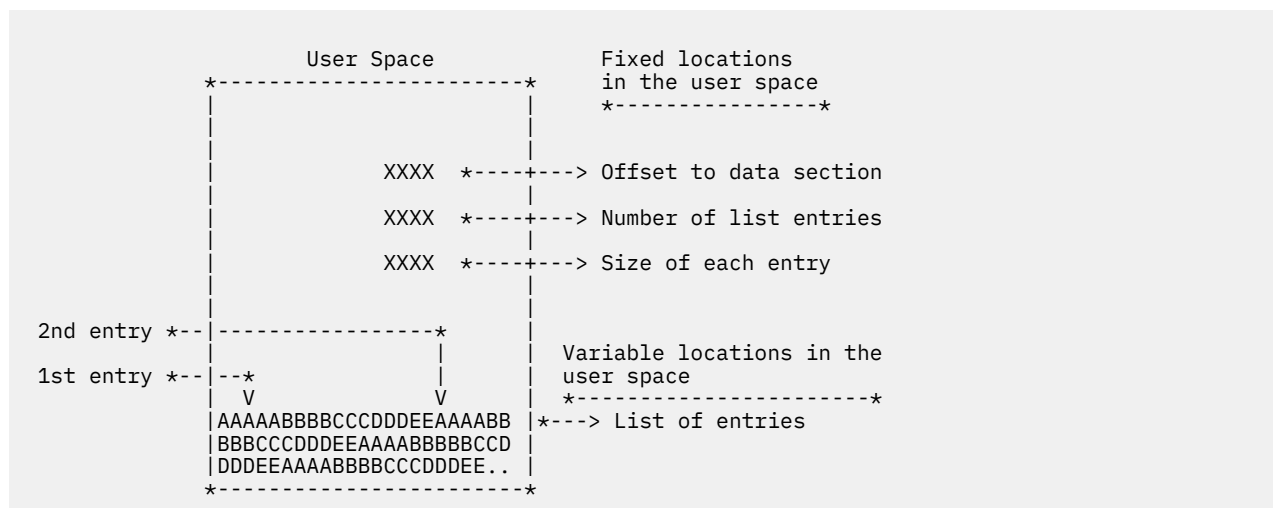 User Space Fixed locations
*------------------------* in the user space
| | *----------------*
| |
| |
| XXXX *----+---> Offset to data section
| |
| XXXX *----+---> Number of list entries
| |
| XXXX *----+---> Size of each entry
| |
| |
2nd entry *--|-----------------* |
| | | Variable locations in the
1st entry *--|--* | | user space
| V V | *-----------------------*
|AAAAABBBBCCCDDDEEAAAABB |*---> List of entries
|BBBCCCDDDEEAAAABBBBBCCD |
|DDDEEAAAABBBBCCCDDDEE.. |
*------------------------*